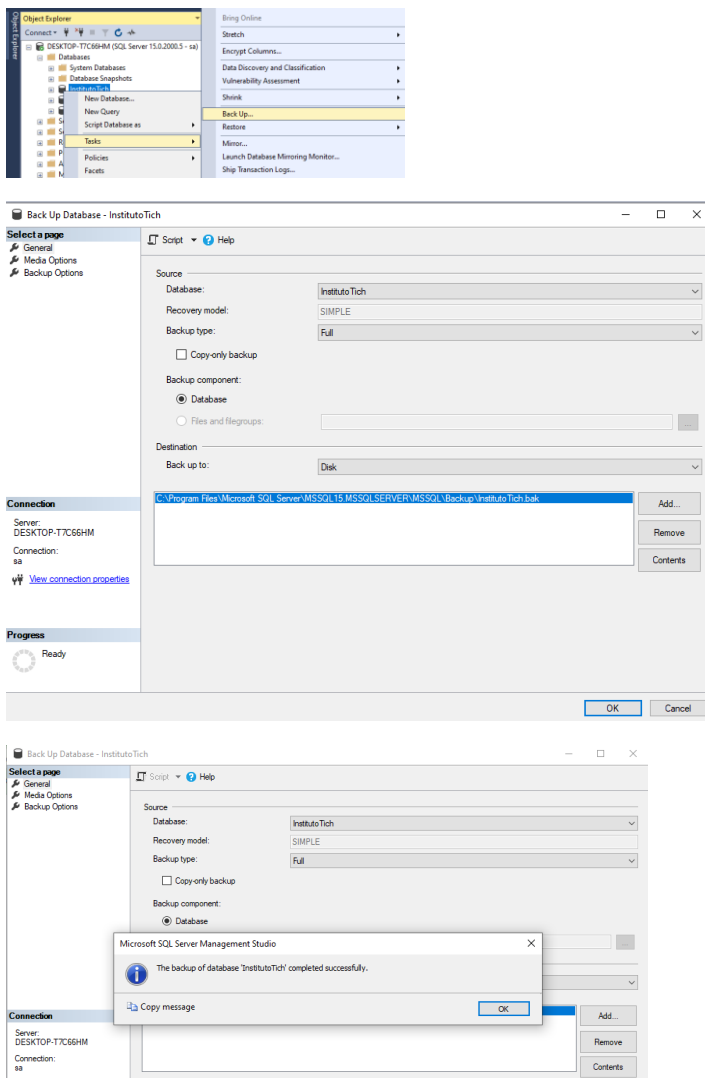 Object Explorer
Object Explorer
Connect
DESKTOP-T7C66HM (SQL Server 15.0.2000.5 - sa)
Databases
System Databases
Database Snapshots
InstitutoTich
New Database...
New Query
Script Database as
Tasks
Policies
Facets
S
S
R
P
A
M
Bring Online
Stretch
Encrypt Columns...
Data Discovery and Classification
Vulnerability Assessment
Shrink
Back Up...
Restore
Mirror...
Launch Database Mirroring Monitor...
Ship Transaction Logs...
Back Up Database - InstitutoTich
Select a page
General
Media Options
Backup Options
Script
Help
Source
Database:
InstitutoTich
Recovery model:
SIMPLE
Backup type:
Full
Copy-only backup
Backup component:
Database
Files and filegroups:
...
Destination
Back up to:
Disk
C:\Program Files\Microsoft SQL Server\MSSQL15.MSSQLSERVER\MSSQL\Backup\InstitutoTich.bak
Add...
Remove
Contents
Connection
Server:
DESKTOP-T7C66HM
Connection:
sa
View connection properties
Progress
Ready
OK
Cancel
Back Up Database - InstitutoTich
Select a page
General
Media Options
Backup Options
Script
Help
Source
Database:
InstitutoTich
Recovery model:
SIMPLE
Backup type:
Full
Copy-only backup
Backup component:
Database
...
Microsoft SQL Server Management Studio
The backup of database 'InstitutoTich' completed successfully.
Copy message
OK
Add...
Remove
Contents
Connection
Server:
DESKTOP-T7C66HM
Connection:
sa